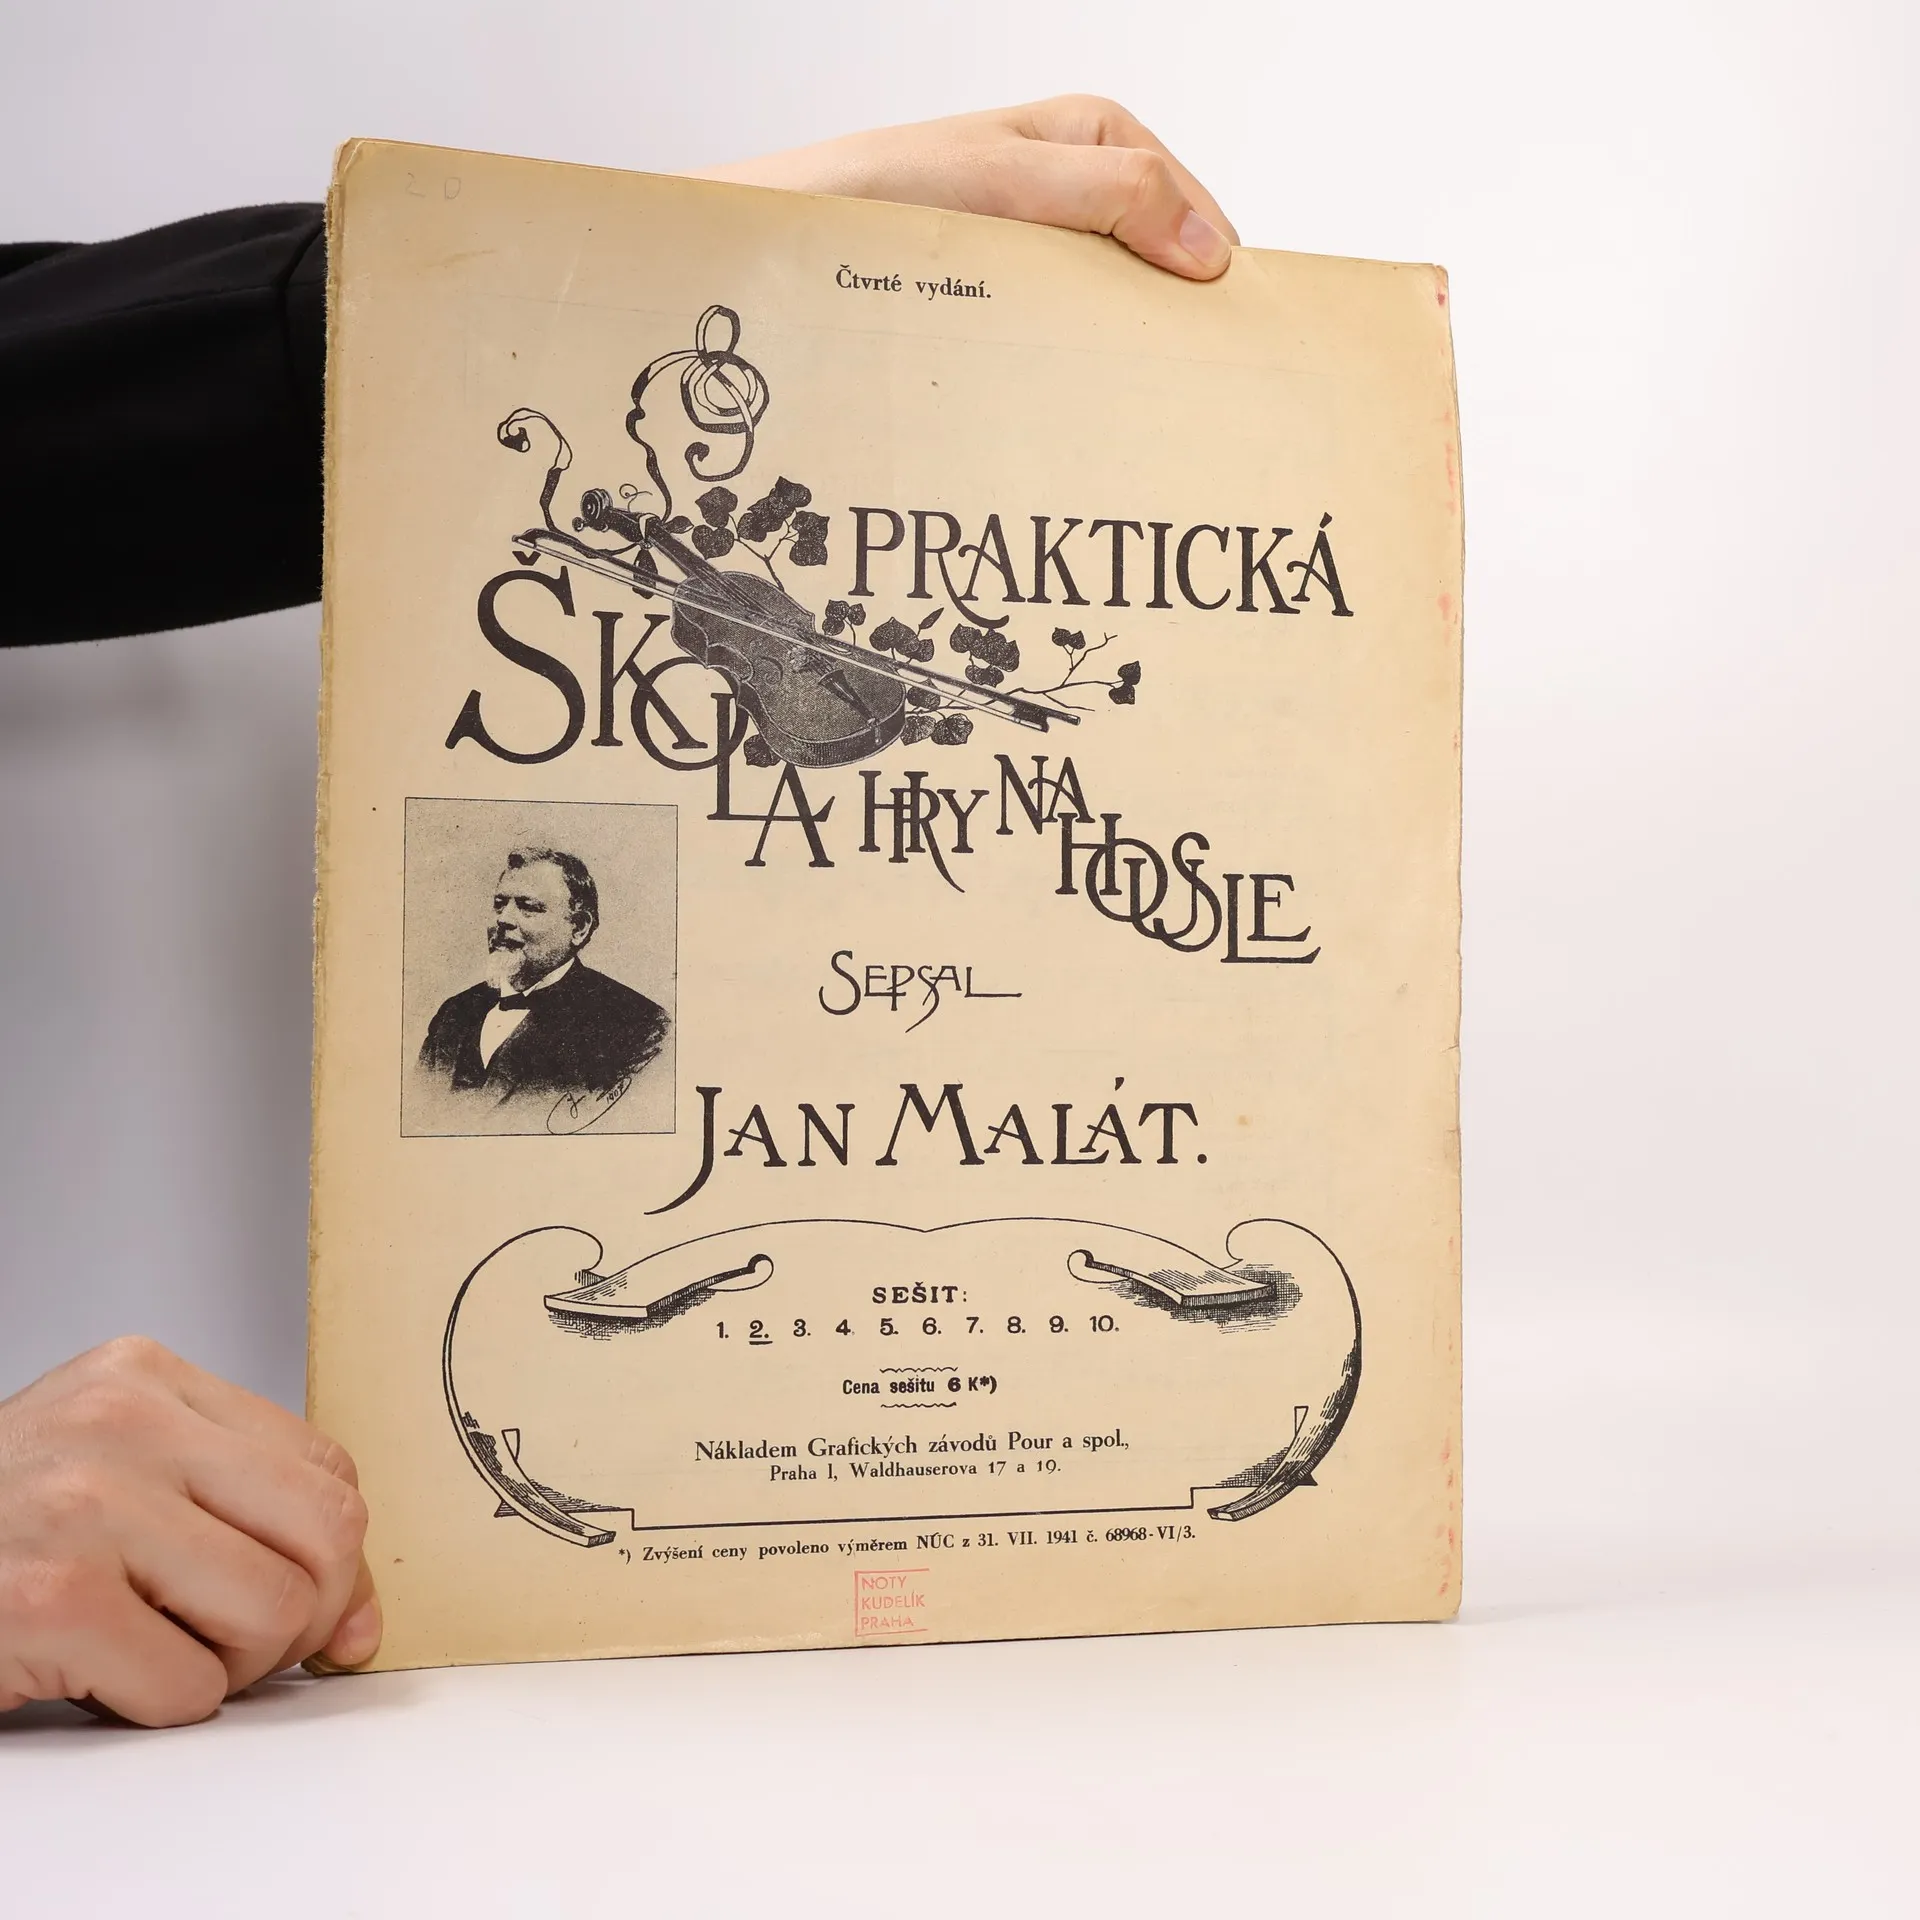 20
Čtvrté vydání.
PRAKTICKÁ
ŠKOLA HRY NA HOUSLE
SEPSAL
JAN MALÁT.
SEŠIT:
1. 2. 3. 4. 5. 6. 7. 8. 9. 10.
Cena sešitu 6 K*)
Nákladem Grafických závodů Pour a spol.,
Praha I, Waldhauserova 17 a 19.
*) Zvýšení ceny povoleno výměrem NÚC z 31. VII. 1941 č. 68968-VI/3.
NOTY
KUDELÍK
PRAHA